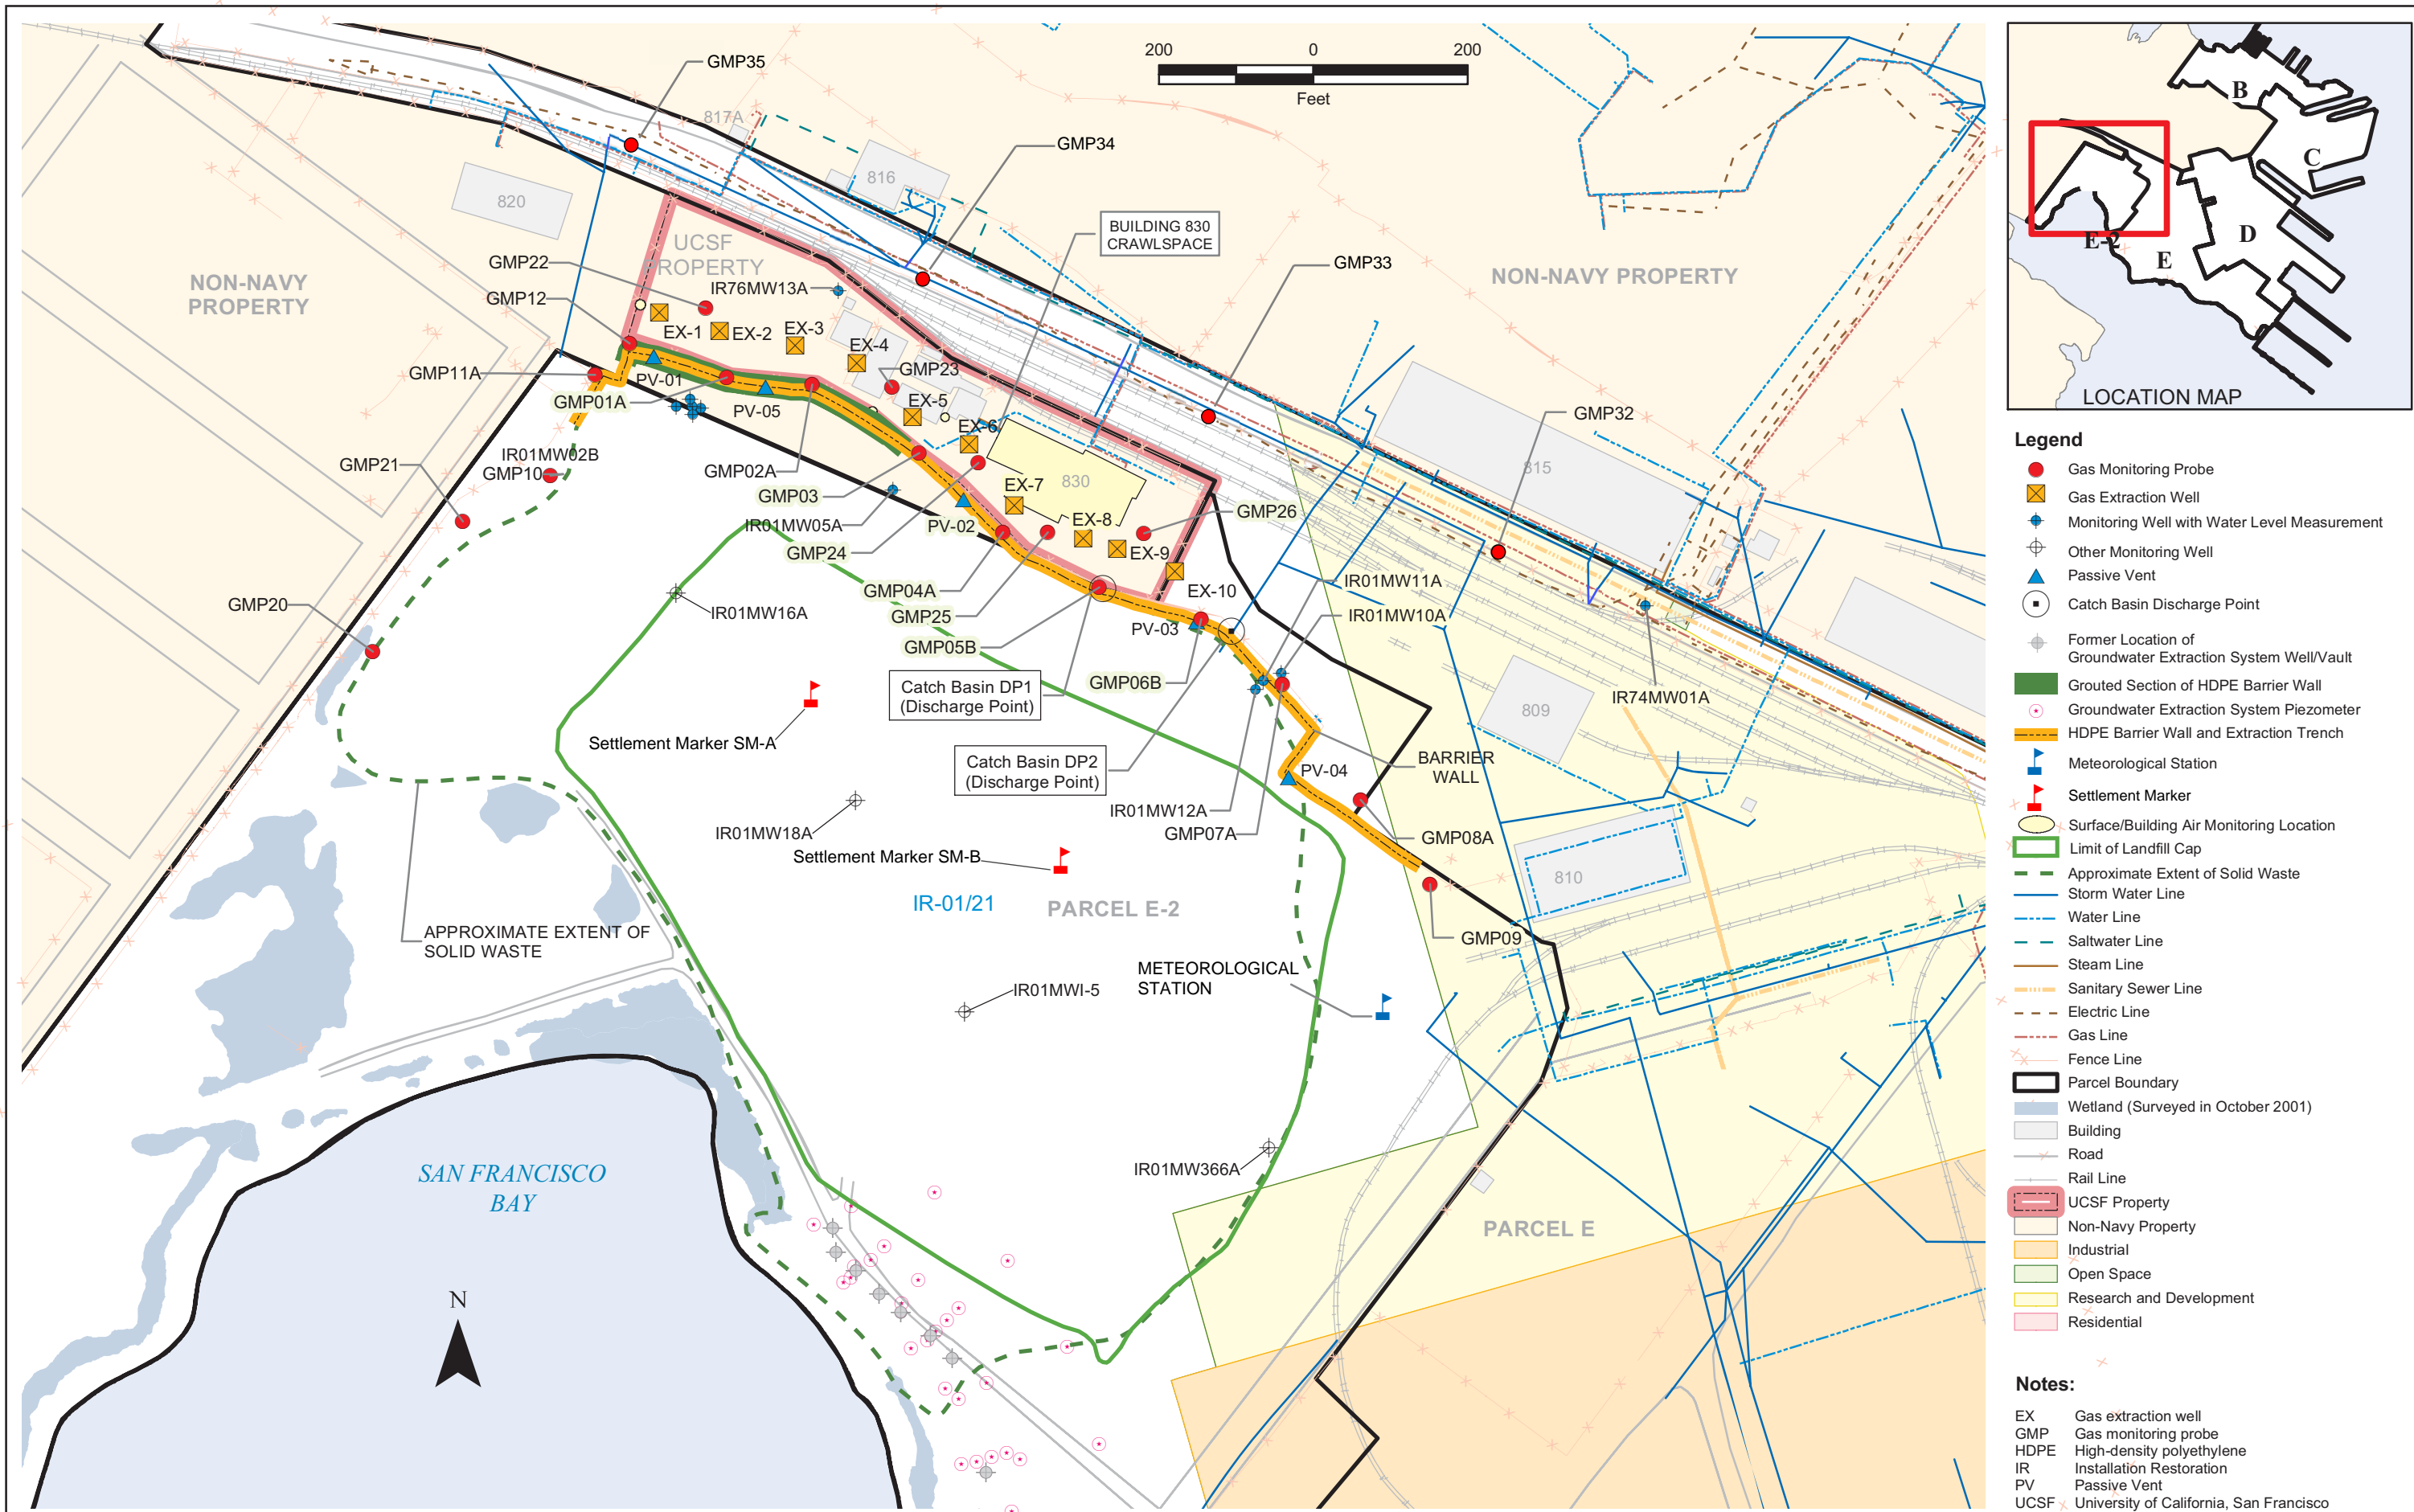 200
0
200
Feet
GMP35
817A
GMP34
816
820
UCSF
PROPERTY
BUILDING 830
CRAWLSPACE
NON-NAVY
PROPERTY
NON-NAVY PROPERTY
GMP22
IR76MW13A
GMP33
GMP12
EX-1
EX-2
EX-3
EX-4
GMP11A
PV-01
GMP23
GMP01A
PV-05
EX-5
GMP32
EX-6
IR01MW02B
GMP10
GMP21
GMP02A
815
830
GMP03
EX-7
IR01MW05A
PV-02
EX-8
GMP26
GMP24
EX-9
GMP04A
EX-10
IR01MW11A
GMP20
IR01MW16A
GMP25
IR01MW10A
PV-03
GMP05B
GMP06B
Catch Basin DP1
(Discharge Point)
IR74MW01A
809
Settlement Marker SM-A
Catch Basin DP2
(Discharge Point)
BARRIER
WALL
PV-04
IR01MW12A
GMP07A
GMP08A
IR01MW18A
Settlement Marker SM-B
810
IR-01/21
PARCEL E-2
APPROXIMATE EXTENT OF
SOLID WASTE
GMP09
METEOROLOGICAL
STATION
IR01MWI-5
SAN FRANCISCO
BAY
IR01MW366A
PARCEL E
N
B
C
D
E-2
E
LOCATION MAP
Legend
Gas Monitoring Probe
Gas Extraction Well
Monitoring Well with Water Level Measurement
Other Monitoring Well
Passive Vent
Catch Basin Discharge Point
Former Location of
Groundwater Extraction System Well/Vault
Grouted Section of HDPE Barrier Wall
Groundwater Extraction System Piezometer
HDPE Barrier Wall and Extraction Trench
Meteorological Station
Settlement Marker
Surface/Building Air Monitoring Location
Limit of Landfill Cap
Approximate Extent of Solid Waste
Storm Water Line
Water Line
Saltwater Line
Steam Line
Sanitary Sewer Line
Electric Line
Gas Line
Fence Line
Parcel Boundary
Wetland (Surveyed in October 2001)
Building
Road
Rail Line
UCSF Property
Non-Navy Property
Industrial
Open Space
Research and Development
Residential
Notes:
EX Gas extraction well
GMP Gas monitoring probe
HDPE High-density polyethylene
IR Installation Restoration
PV Passive Vent
UCSF University of California, San Francisco